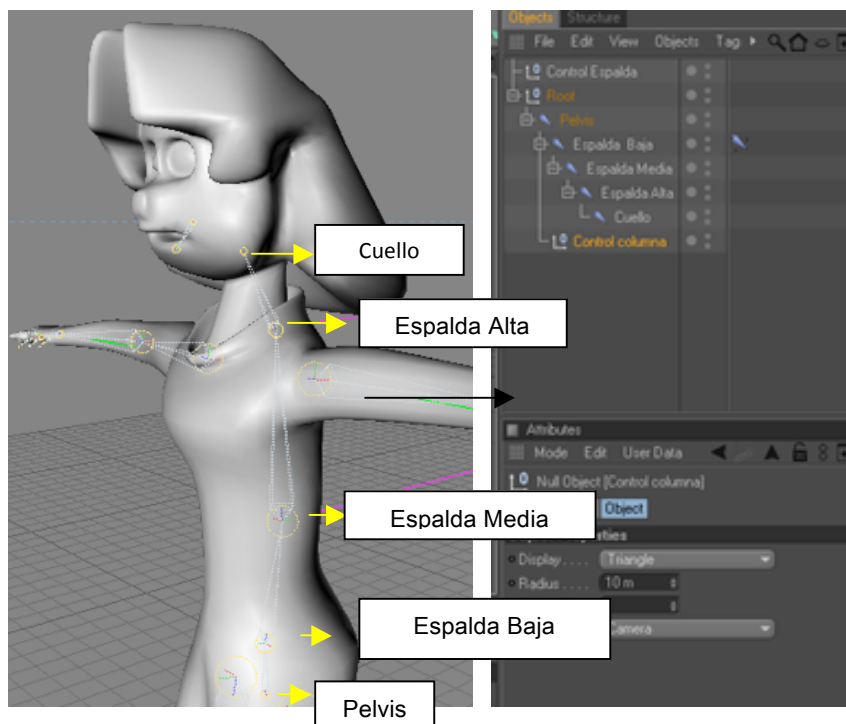 Cuello
Espalda Alta
Espalda Media
Espalda Baja
Pelvis
Objects Structure
File Edit View Objects Tag
Control Espalda
Root
Pelvis
Espalda Baja
Espalda Media
Espalda Alta
Cuello
Control columna
Attributes
Mode Edit User Data
Null Object [Control columna]
Object
Display . . . . Triangle
Radius . . . . 10 m